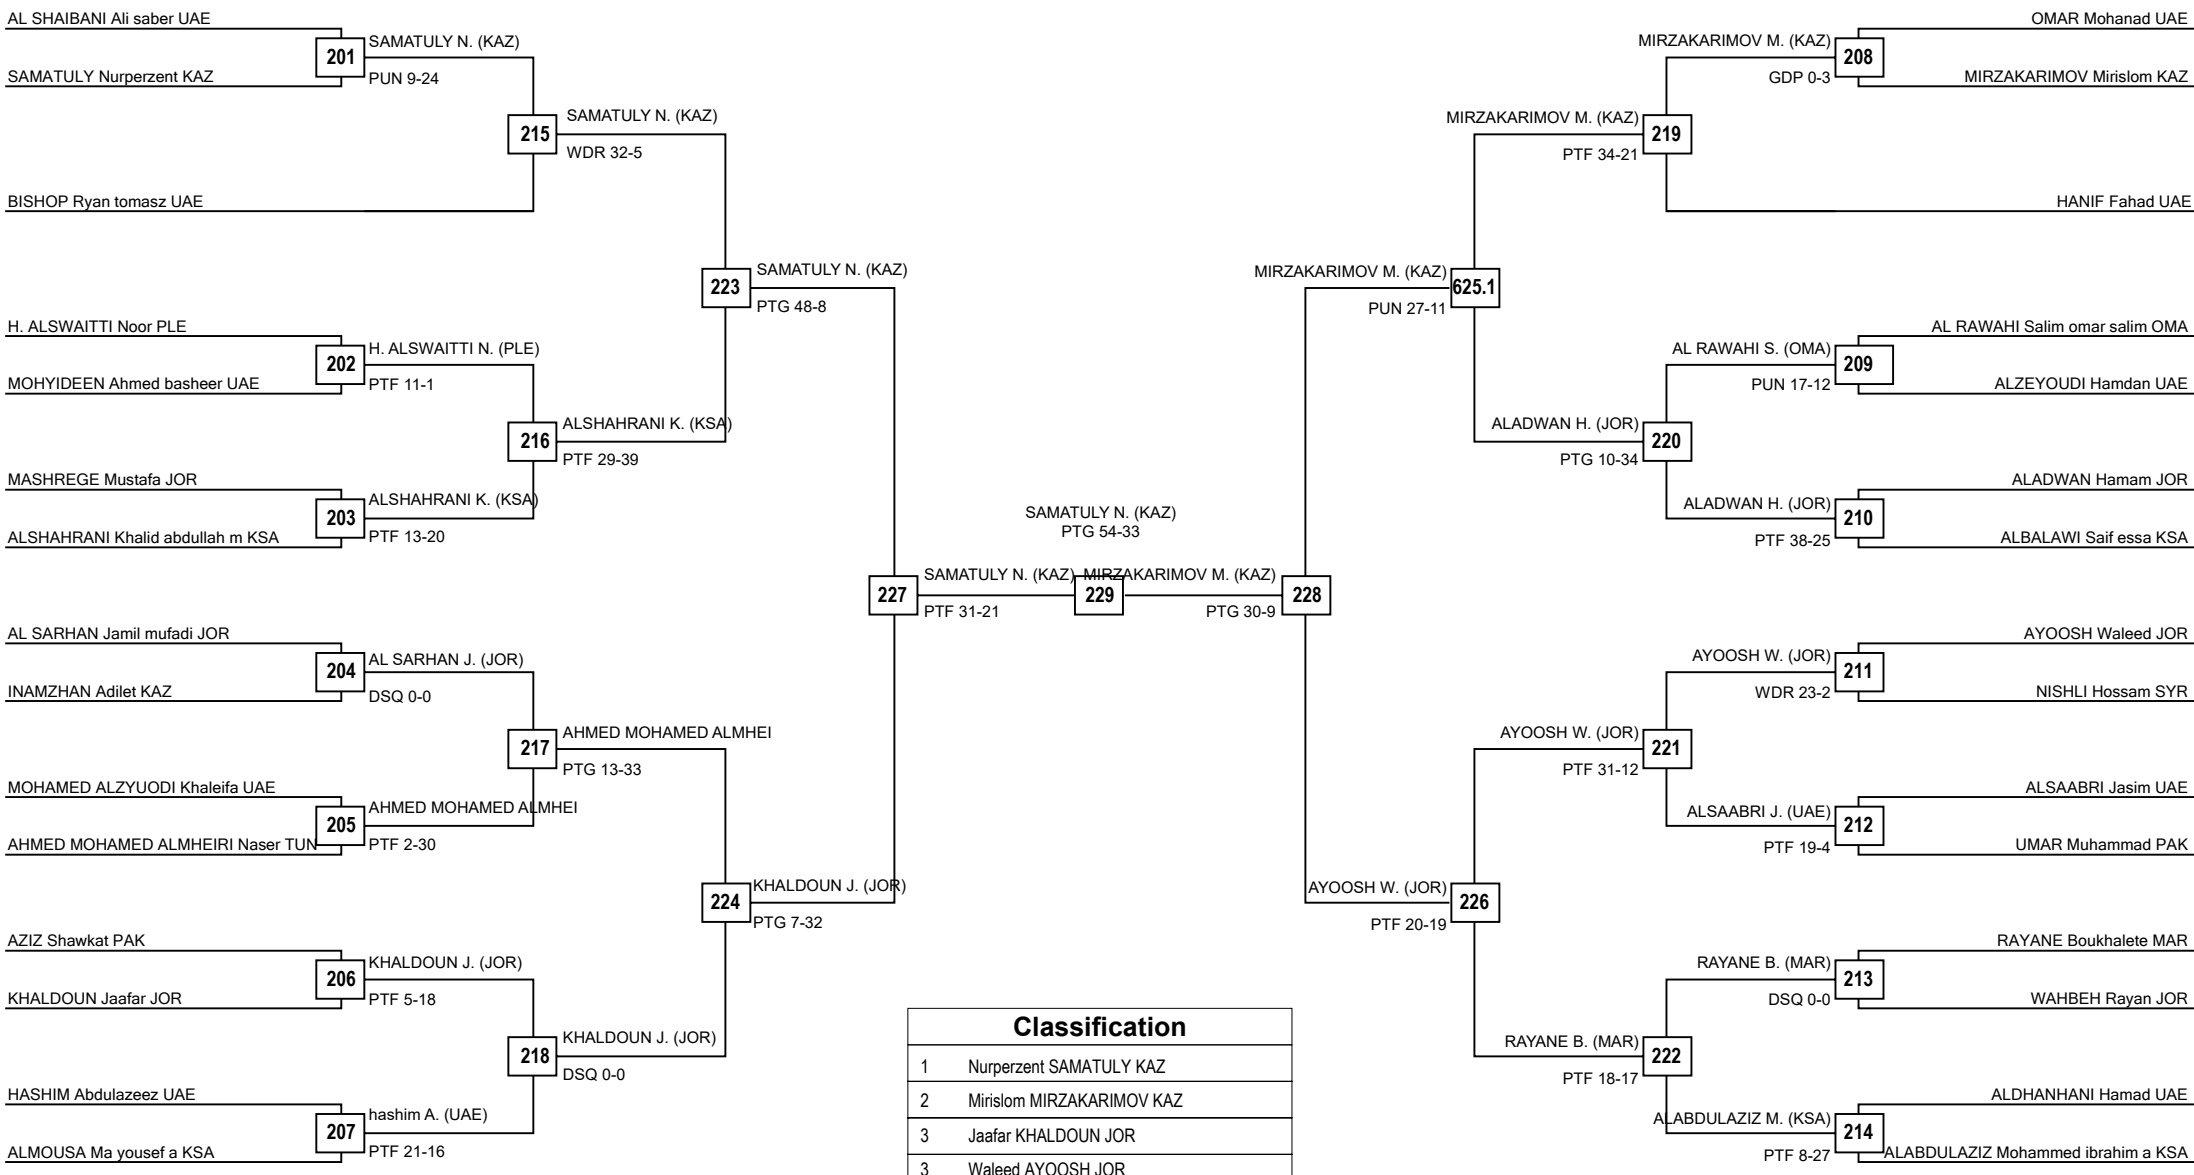 AL SHAIBANI Ali saber UAE
201
SAMATULY N. (KAZ)
SAMATULY Nurperzent KAZ
PUN 9-24
215
SAMATULY N. (KAZ)
WDR 32-5
BISHOP Ryan tomasz UAE
223
SAMATULY N. (KAZ)
PTG 48-8
H. ALSWAITTI Noor PLE
202
H. ALSWAITTI N. (PLE)
MOHYIDEEN Ahmed basheer UAE
PTF 11-1
216
ALSHAHRANI K. (KSA)
PTF 29-39
MASHREGE Mustafa JOR
203
ALSHAHRANI K. (KSA)
ALSHAHRANI Khalid abdullah m KSA
PTF 13-20
227
SAMATULY N. (KAZ)
PTF 31-21
AL SARHAN Jamil mufadi JOR
204
AL SARHAN J. (JOR)
INAMZHAN Adilet KAZ
DSQ 0-0
217
AHMED MOHAMED ALMHEI
PTG 13-33
MOHAMED ALZYUODI Khaleifa UAE
205
AHMED MOHAMED ALMHEI
AHMED MOHAMED ALMHEIRI Naser TUN
PTF 2-30
224
KHALDOUN J. (JOR)
PTG 7-32
AZIZ Shawkat PAK
206
KHALDOUN J. (JOR)
KHALDOUN Jaafar JOR
PTF 5-18
218
KHALDOUN J. (JOR)
DSQ 0-0
HASHIM Abdulazeez UAE
207
hashim A. (UAE)
ALMOUSA Ma yousef a KSA
PTF 21-16
SAMATULY N. (KAZ)
PTG 54-33
229
MIRZAKARIMOV M. (KAZ)
228
PTG 30-9
OMAR Mohanad UAE
MIRZAKARIMOV M. (KAZ)
208
GDP 0-3
MIRZAKARIMOV Mirislom KAZ
MIRZAKARIMOV M. (KAZ)
219
PTF 34-21
HANIF Fahad UAE
MIRZAKARIMOV M. (KAZ)
625.1
PUN 27-11
AL RAWAHI Salim omar salim OMA
AL RAWAHI S. (OMA)
209
PUN 17-12
ALZEYOUDI Hamdan UAE
ALADWAN H. (JOR)
220
PTG 10-34
ALADWAN Hamam JOR
ALADWAN H. (JOR)
210
PTF 38-25
ALBALAWI Saif essa KSA
AYOOSH Waleed JOR
AYOOSH W. (JOR)
211
WDR 23-2
NISHLI Hossam SYR
AYOOSH W. (JOR)
221
PTF 31-12
ALSAABRI Jasim UAE
ALSAABRI J. (UAE)
212
PTF 19-4
UMAR Muhammad PAK
AYOOSH W. (JOR)
226
PTF 20-19
RAYANE Boukhalete MAR
RAYANE B. (MAR)
213
DSQ 0-0
WAHBEH Rayan JOR
RAYANE B. (MAR)
222
PTF 18-17
ALDHANHANI Hamad UAE
ALABDULAZIZ M. (KSA)
214
PTF 8-27
ALABDULAZIZ Mohammed ibrahim a KSA
Classification
1 Nurperzent SAMATULY KAZ
2 Mirislom MIRZAKARIMOV KAZ
3 Jaafar KHALDOUN JOR
3 Waleed AYOOSH JOR